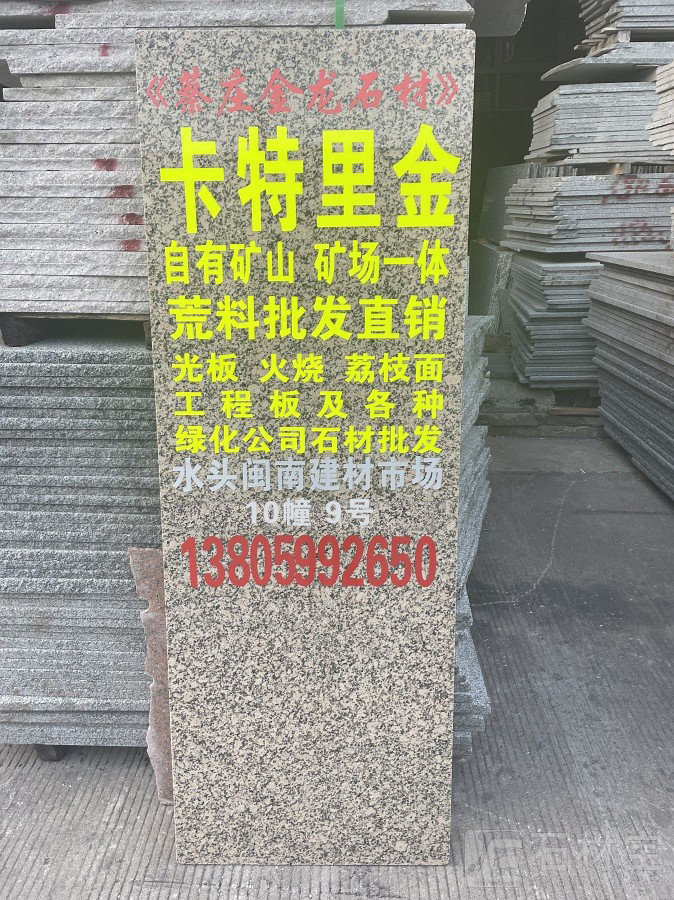 《蔡庄金龙石材》
卡特里金
自有矿山 矿场一体
荒料批发直销
光板 火烧 荔枝面
工程板及各种
绿化公司石材批发
水头闽南建材市场
10幢 9号
13805992650
石材窝